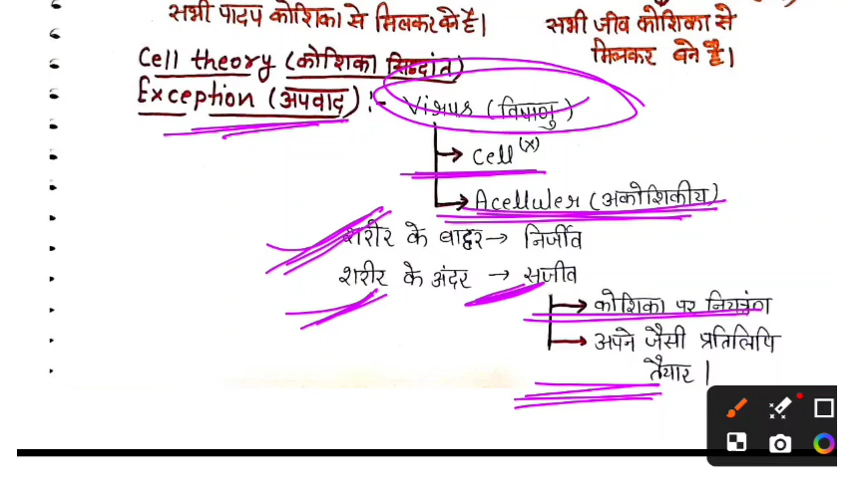 सभी पादप कोशिका से मिलकर बने है।
सभी जीव कोशिका से
मिलकर बने है।
Cell theory (कोशिका सिद्धांत)
Exception (अपवाद) :-
Virus (विषाणु)
Cell (x)
Acelluler (अकोशिकीय)
शरीर के बाहर → निर्जीव
शरीर के अंदर → सजीव
कोशिका पर नियंत्रण
अपने जैसी प्रतिलिपि
तैयार।